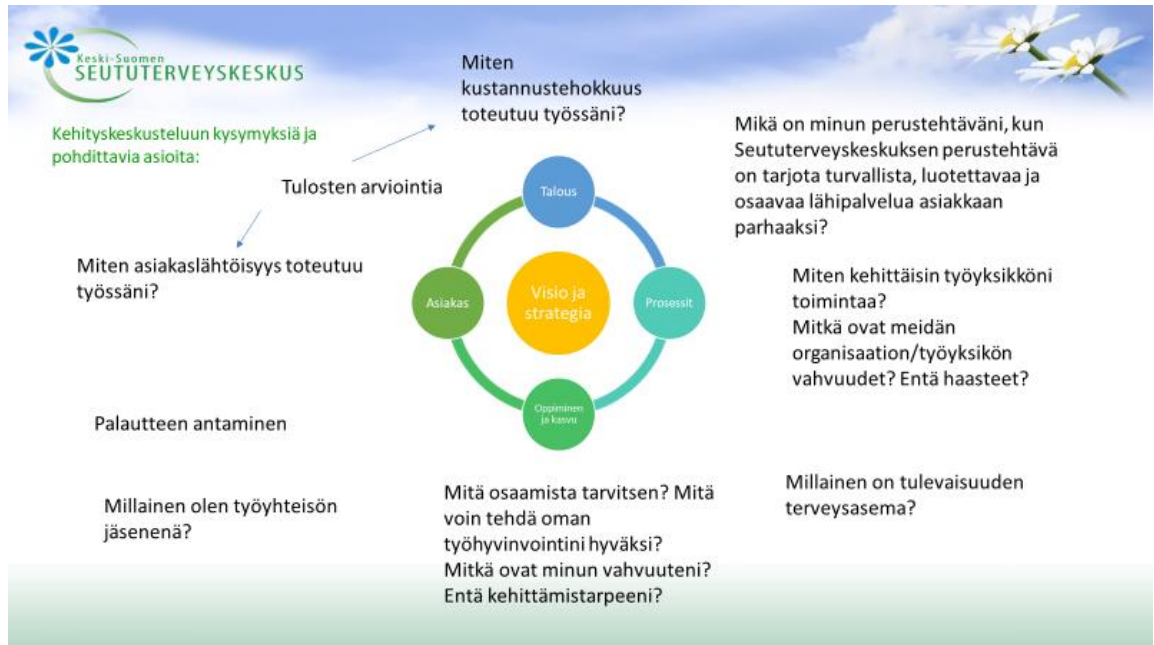 Keski-Suomen
SEUTUTERVEYSKESKUS
Kehityskeskusteluun kysymyksiä ja
pohdittavia asioita:
Miten
kustannustehokkuus
toteutuu työssäni?
Tulosten arviointia
Mikä on minun perustehtäväni, kun
Seututerveyskeskuksen perustehtävä
on tarjota turvallista, luotettavaa ja
osaavaa lähipalvelua asiakkaan
parhaaksi?
Talous
Miten asiakaslähtöisyys toteutuu
työssäni?
Asiakas
Visio ja
strategia
Prosessit
Miten kehittäisin työyksikköni
toimintaa?
Mitkä ovat meidän
organisaation/työyksikön
vahvuudet? Entä haasteet?
Oppiminen
ja kasvu
Palautteen antaminen
Millainen olen työyhteisön
jäsenenä?
Mitä osaamista tarvitsen? Mitä
voin tehdä oman
työhyvinvointini hyväksi?
Mitkä ovat minun vahvuuteni?
Entä kehittämistarpeeni?
Millainen on tulevaisuuden
terveysasema?